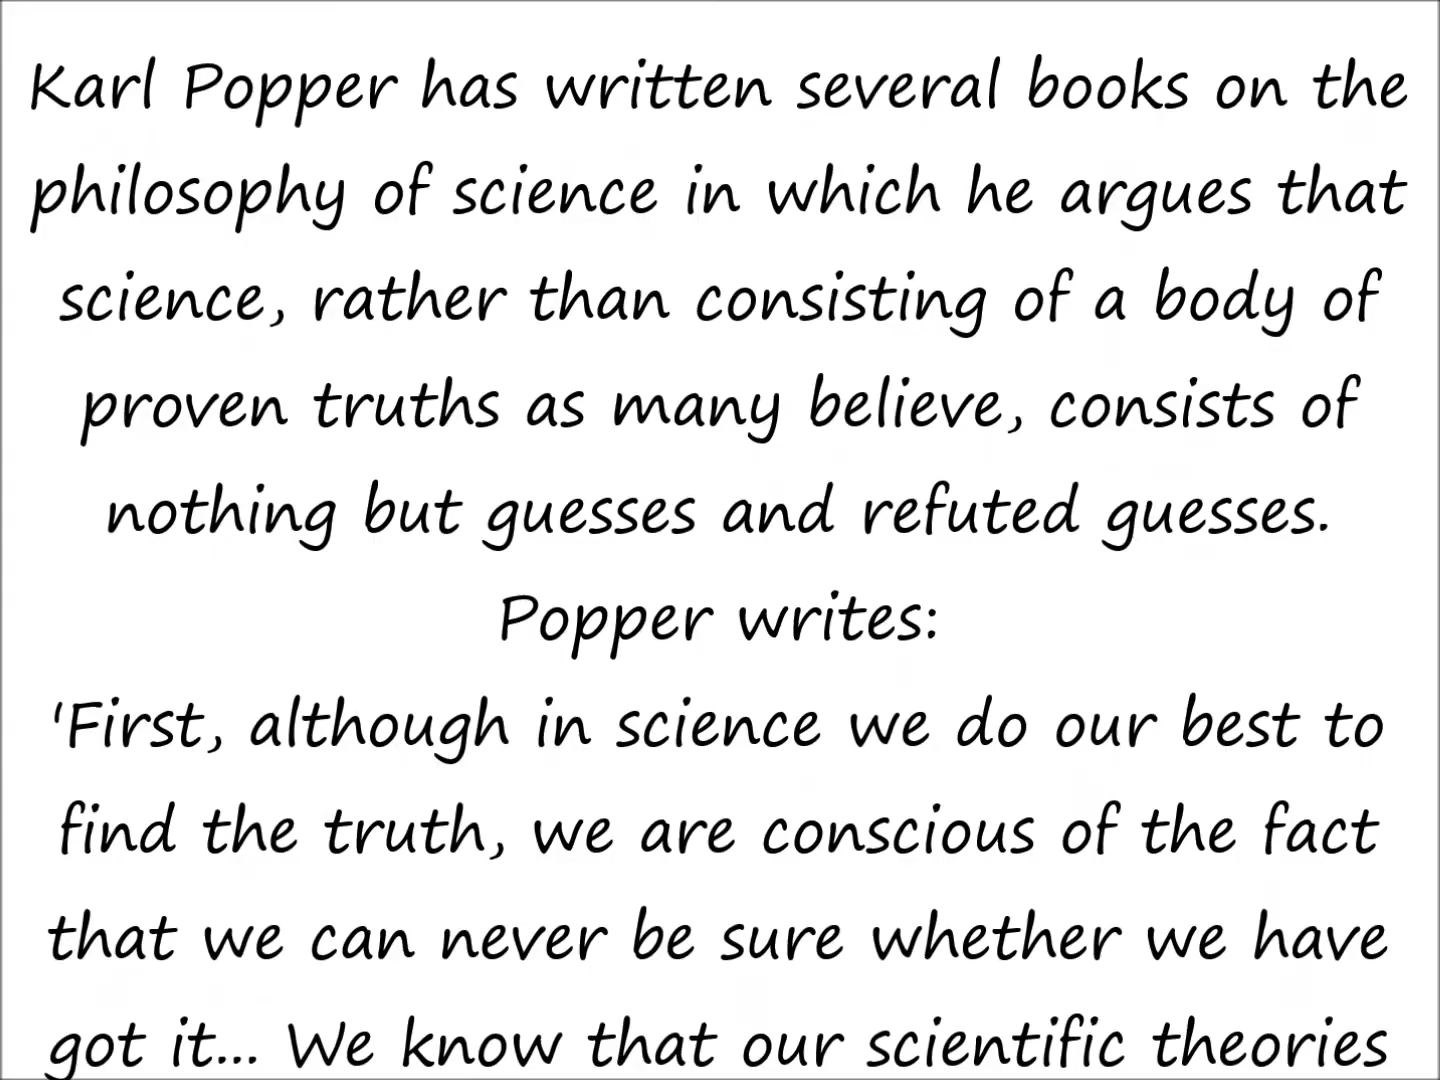 Karl Popper has written several books on the
philosophy of science in which he argues that
science, rather than consisting of a body of
proven truths as many believe, consists of
nothing but guesses and refuted guesses.
Popper writes:
'First, although in science we do our best to
find the truth, we are conscious of the fact
that we can never be sure whether we have
got it... We know that our scientific theories